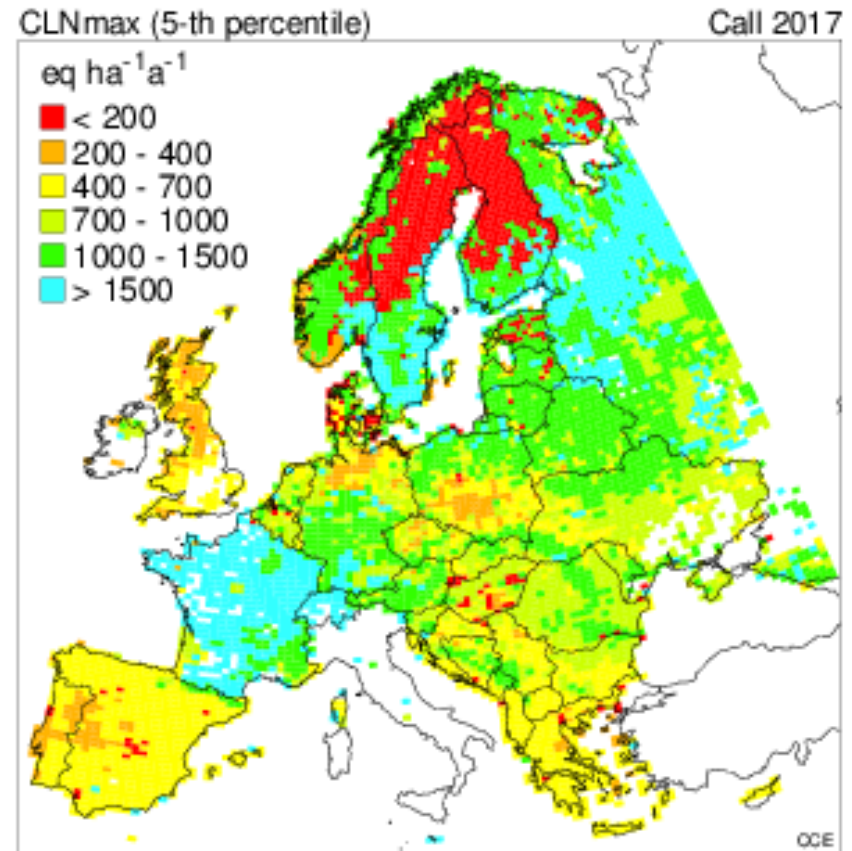 CLNmax (5-th percentile) Call 2017
eq ha⁻¹a⁻¹
< 200
200 - 400
400 - 700
700 - 1000
1000 - 1500
> 1500
CCE